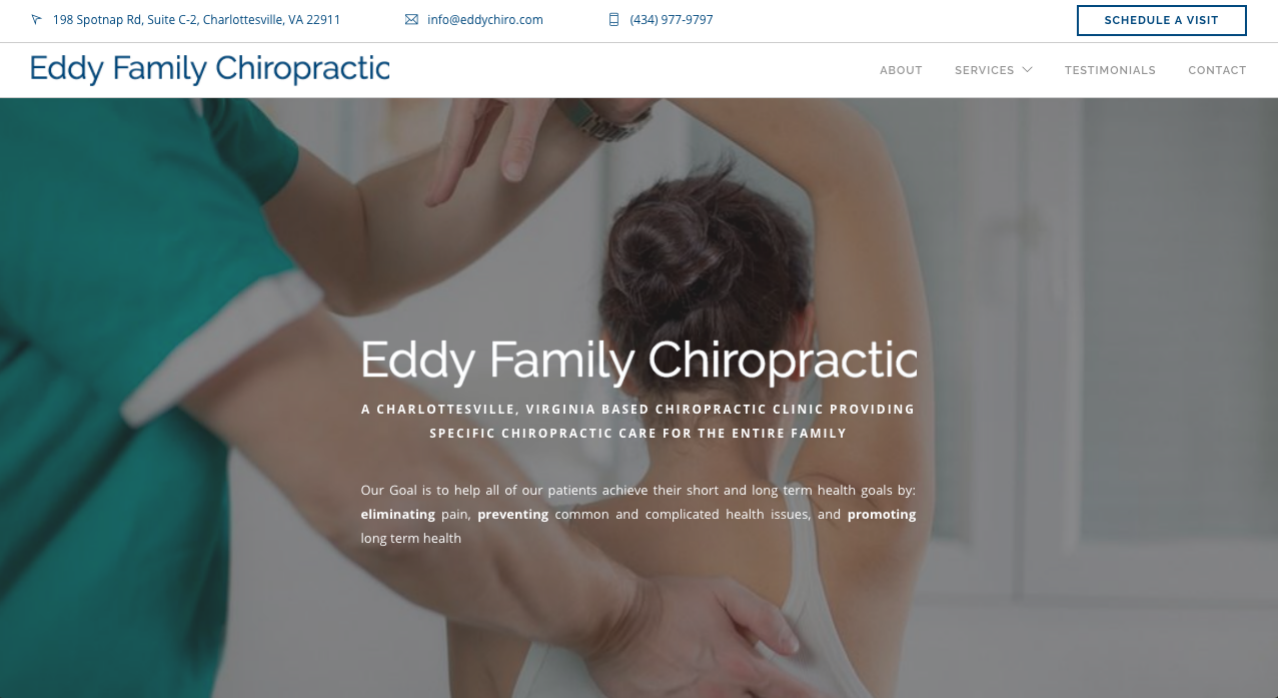 198 Spotnap Rd, Suite C-2, Charlottesville, VA 22911
info@eddychiro.com
(434) 977-9797
SCHEDULE A VISIT
Eddy Family Chiropractic
ABOUT
SERVICES
TESTIMONIALS
CONTACT
Eddy Family Chiropractic
A CHARLOTTESVILLE, VIRGINIA BASED CHIROPRACTIC CLINIC PROVIDING
SPECIFIC CHIROPRACTIC CARE FOR THE ENTIRE FAMILY
Our Goal is to help all of our patients achieve their short and long term health goals by:
eliminating pain, preventing common and complicated health issues, and promoting
long term health